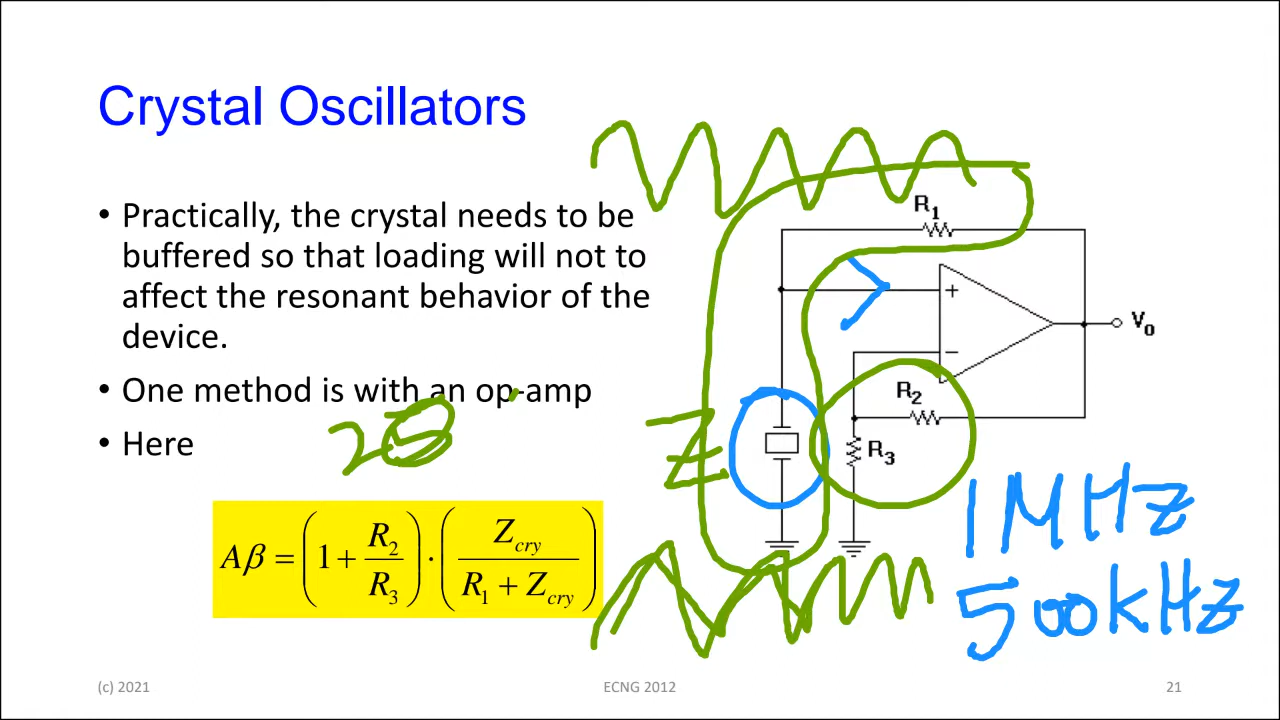 Crystal Oscillators
• Practically, the crystal needs to be
buffered so that loading will not to
affect the resonant behavior of the
device.
• One method is with an op-amp
• Here
Aβ = (1 + R₂/R₃) · (Z_cry/(R₁ + Z_cry))
R₁
+
−
V₀
R₂
R₃
Z
1MHz
500kHz
(c) 2021
ECNG 2012
21